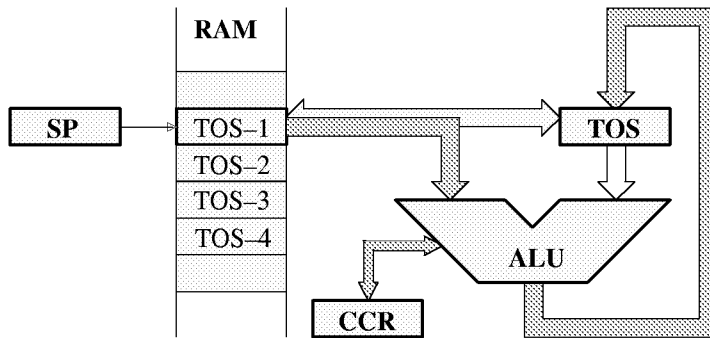 RAM
SP
TOS–1
TOS
TOS–2
TOS–3
TOS–4
ALU
CCR